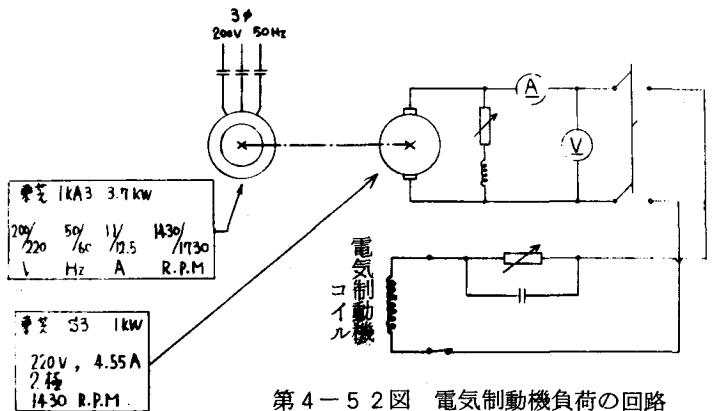 3φ
200V 50Hz
A
V
東芝 1KA3 3.7kW
200/220 50/60 11/12.5 1430/1730
V Hz A R.P.M
東芝 S3 1kW
220V, 4.55A
2極
1430 R.P.M
電気制動機
コイル
第4-52図 電気制動機負荷の回路